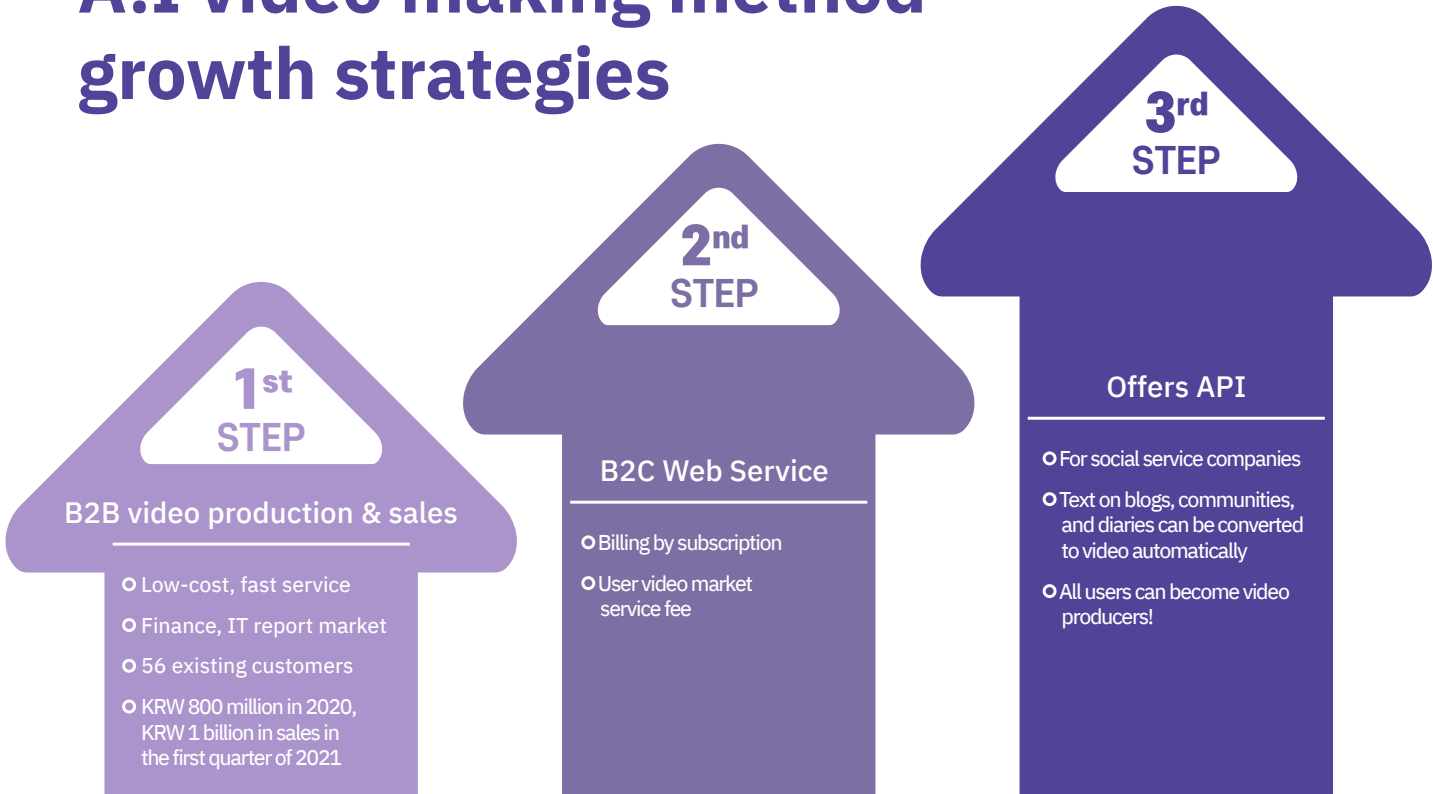 A.I video making method
growth strategies
1st
STEP
B2B video production & sales
Low-cost, fast service
Finance, IT report market
56 existing customers
KRW 800 million in 2020,
KRW 1 billion in sales in
the first quarter of 2021
2nd
STEP
B2C Web Service
Billing by subscription
User video market
service fee
3rd
STEP
Offers API
For social service companies
Text on blogs, communities,
and diaries can be converted
to video automatically
All users can become video
producers!